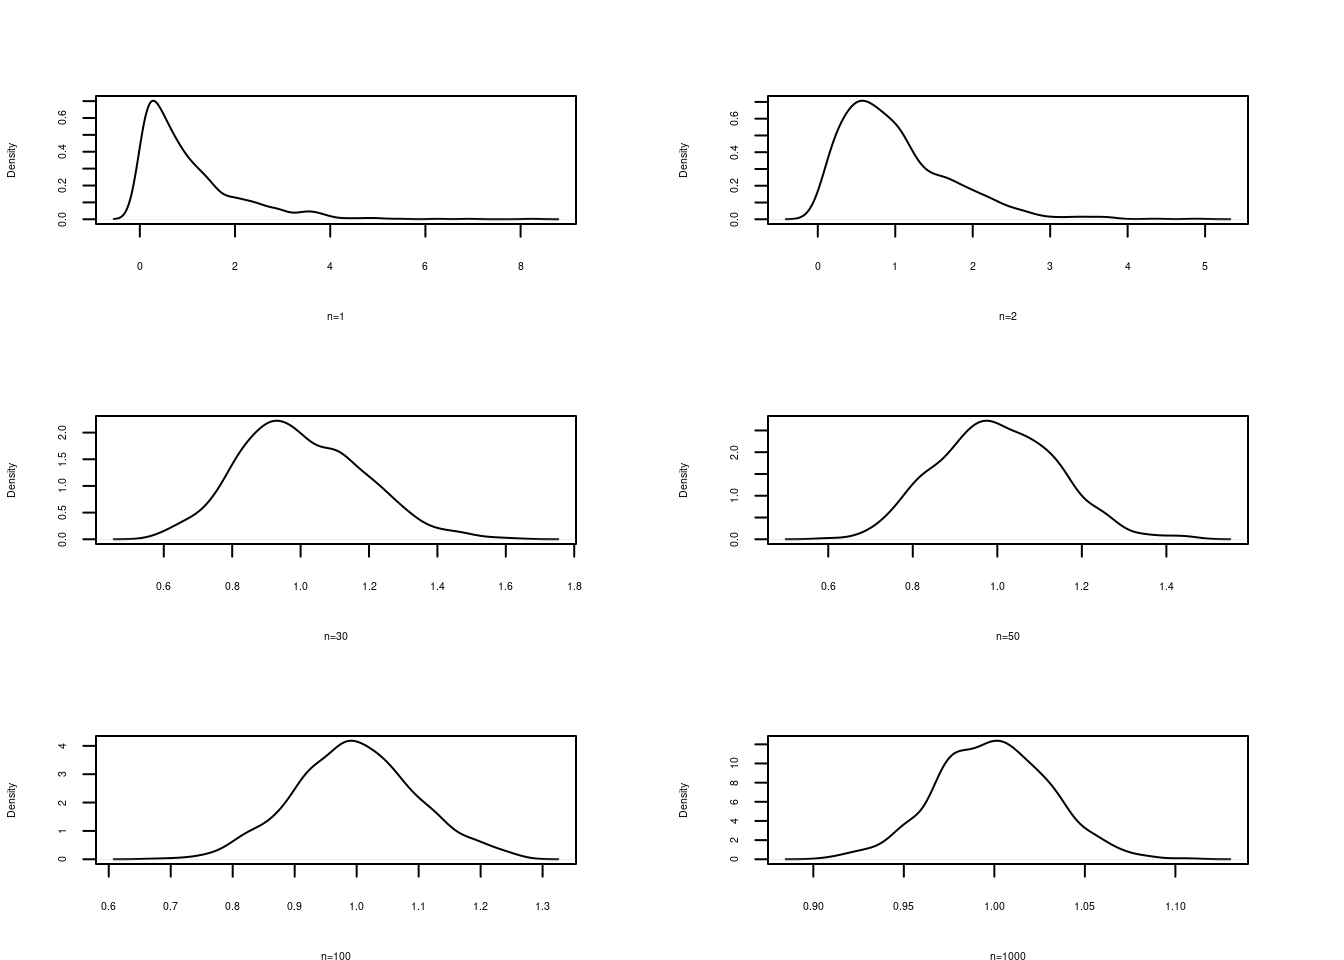 Density
0.0 0.2 0.4 0.6
0 2 4 6 8
n=1
Density
0.0 0.2 0.4 0.6
0 1 2 3 4 5
n=2
Density
0.0 0.5 1.0 1.5 2.0
0.6 0.8 1.0 1.2 1.4 1.6 1.8
n=30
Density
0.0 1.0 2.0
0.6 0.8 1.0 1.2 1.4
n=50
Density
0 1 2 3 4
0.6 0.7 0.8 0.9 1.0 1.1 1.2 1.3
n=100
Density
0 2 4 6 8 10
0.90 0.95 1.00 1.05 1.10
n=1000